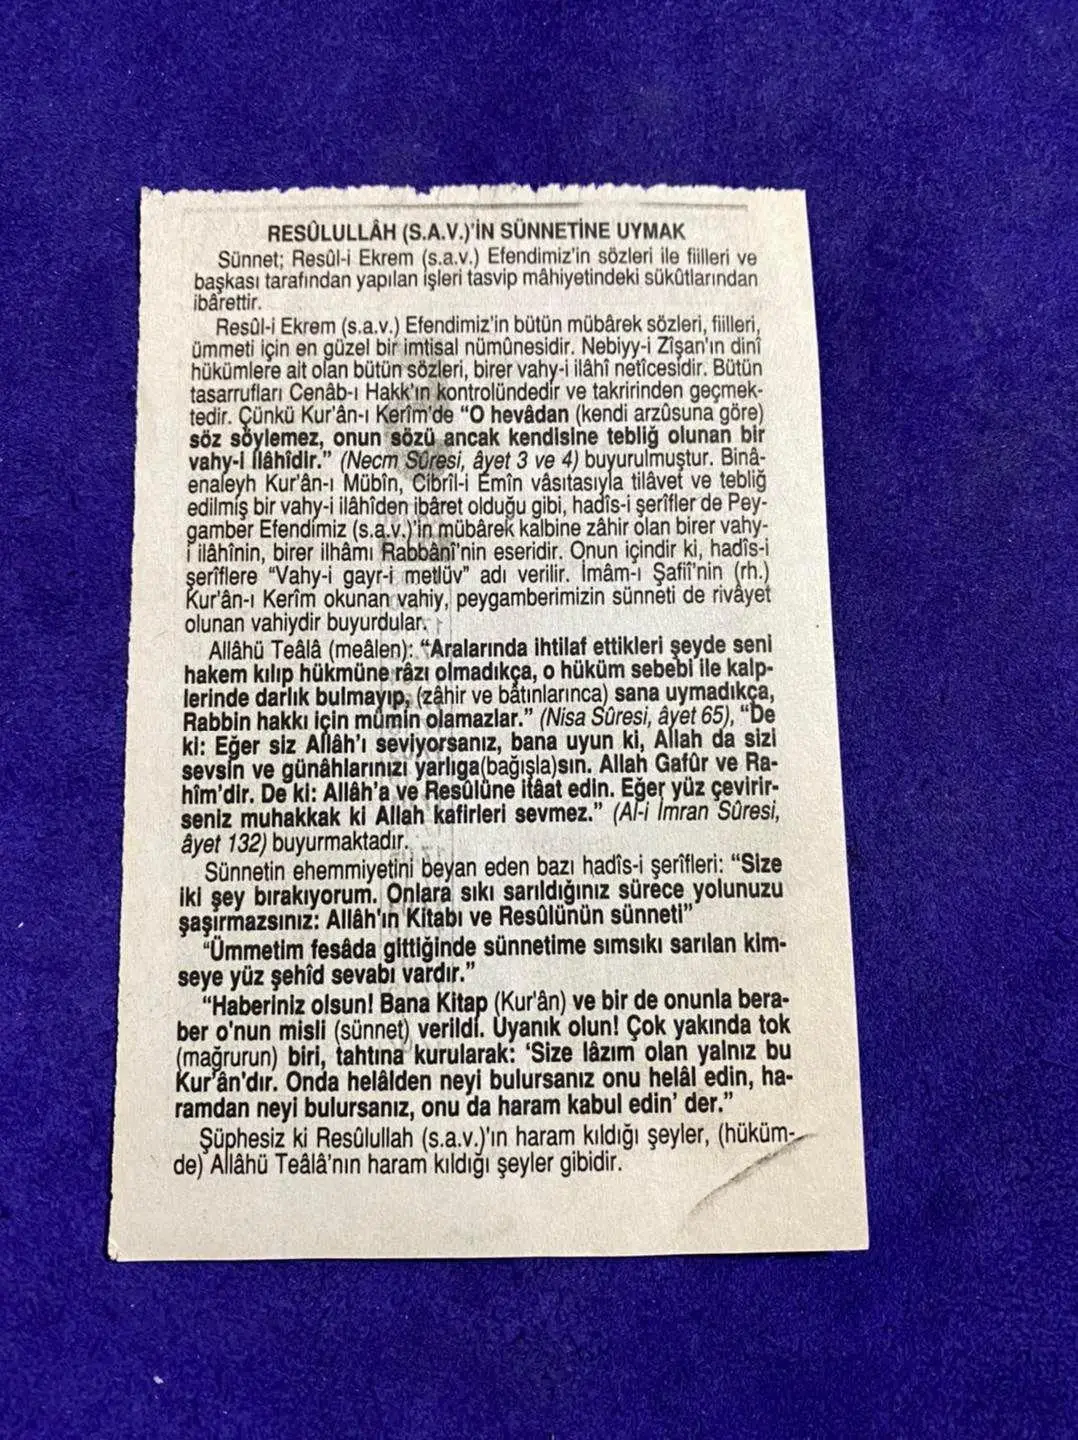 RESÛLULLÂH (S.A.V.)'İN SÜNNETİNE UYMAK
Sünnet; Resûl-i Ekrem (s.a.v.) Efendimiz'in sözleri ile fiilleri ve
başkası tarafından yapılan işleri tasvip mâhiyetindeki sükûtlarından
ibârettir.
Resûl-i Ekrem (s.a.v.) Efendimiz'in bütün mübârek sözleri, fiilleri,
ümmeti için en güzel bir imtisal nümûnesidir. Nebiyy-i Zîşan'ın dinî
hükümlere ait olan bütün sözleri, birer vahy-i ilâhî netîcesidir. Bütün
tasarrufları Cenâb-ı Hakk'ın kontrolündedir ve takririnden geçmek-
tedir. Çünkü Kur'ân-ı Kerîm'de "O hevâdan (kendi arzûsuna göre)
söz söylemez, onun sözü ancak kendisine tebliğ olunan bir
vahy-i ilâhîdir." (Necm Sûresi, âyet 3 ve 4) buyurulmuştur. Binâ-
enaleyh Kur'ân-ı Mübîn, Cibrîl-i Emîn vâsıtasıyla tilâvet ve tebliğ
edilmiş bir vahy-i ilâhîden ibâret olduğu gibi, hadîs-i şerîfler de Pey-
gamber Efendimiz (s.a.v.)'in mübârek kalbine zâhir olan birer vahy-
i ilâhînin, birer ilhâmı Rabbânî'nin eseridir. Onun içindir ki, hadîs-i
şerîflere "Vahy-i gayr-i metlüv" adı verilir. İmâm-ı Şafiî'nin (rh.)
Kur'ân-ı Kerîm okunan vahiy, peygamberimizin sünneti de rivâyet
olunan vahiydir buyurdular.
Allâhü Teâlâ (meâlen): "Aralarında ihtilaf ettikleri şeyde seni
hakem kılıp hükmüne râzı olmadıkça, o hüküm sebebi ile kalp-
lerinde darlık bulmayıp, (zâhir ve bâtınlarınca) sana uymadıkça,
Rabbin hakkı için mümin olamazlar." (Nisa Sûresi, âyet 65), "De
ki: Eğer siz Allâh'ı seviyorsanız, bana uyun ki, Allah da sizi
sevsin ve günâhlarınızı yarlıga(bağışla)sın. Allah Gafûr ve Ra-
hîm'dir. De ki: Allâh'a ve Resûlüne itâat edin. Eğer yüz çevirir-
seniz muhakkak ki Allah kafirleri sevmez." (Al-i İmran Sûresi,
âyet 132) buyurmaktadır.
Sünnetin ehemmiyetini beyan eden bazı hadîs-i şerîfleri: "Size
iki şey bırakıyorum. Onlara sıkı sarıldığınız sürece yolunuzu
şaşırmazsınız: Allâh'ın Kitabı ve Resûlünün sünneti"
"Ümmetim fesâda gittiğinde sünnetime sımsıkı sarılan kim-
seye yüz şehîd sevabı vardır."
"Haberiniz olsun! Bana Kitap (Kur'ân) ve bir de onunla bera-
ber o'nun misli (sünnet) verildi. Uyanık olun! Çok yakında tok
(mağrurun) biri, tahtına kurularak: 'Size lâzım olan yalnız bu
Kur'ân'dır. Onda helâlden neyi bulursanız onu helâl edin, ha-
ramdan neyi bulursanız, onu da haram kabul edin' der."
Şüphesiz ki Resûlullah (s.a.v.)'ın haram kıldığı şeyler, (hüküm-
de) Allâhü Teâlâ'nın haram kıldığı şeyler gibidir.